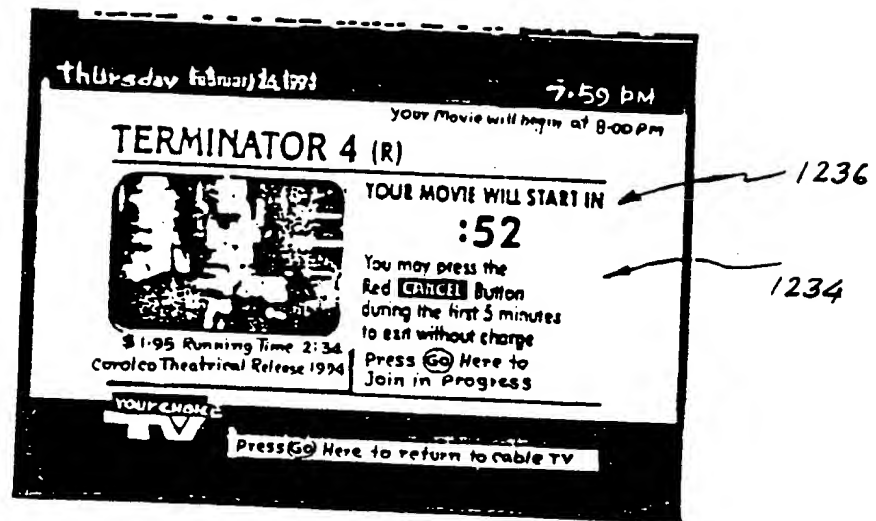 Thursday February 24, 1994 7:59 PM
Your Movie will begin at 8:00 PM
TERMINATOR 4 (R)
YOUR MOVIE WILL START IN
:52
You may press the
Red CANCEL Button
during the first 5 minutes
to exit without charge
Press Go Here to
Join in Progress
$1.95 Running Time 2:34
Carolco Theatrical Release 1994
YOUR CHOICE
TV
Press Go Here to return to cable TV
1236
1234